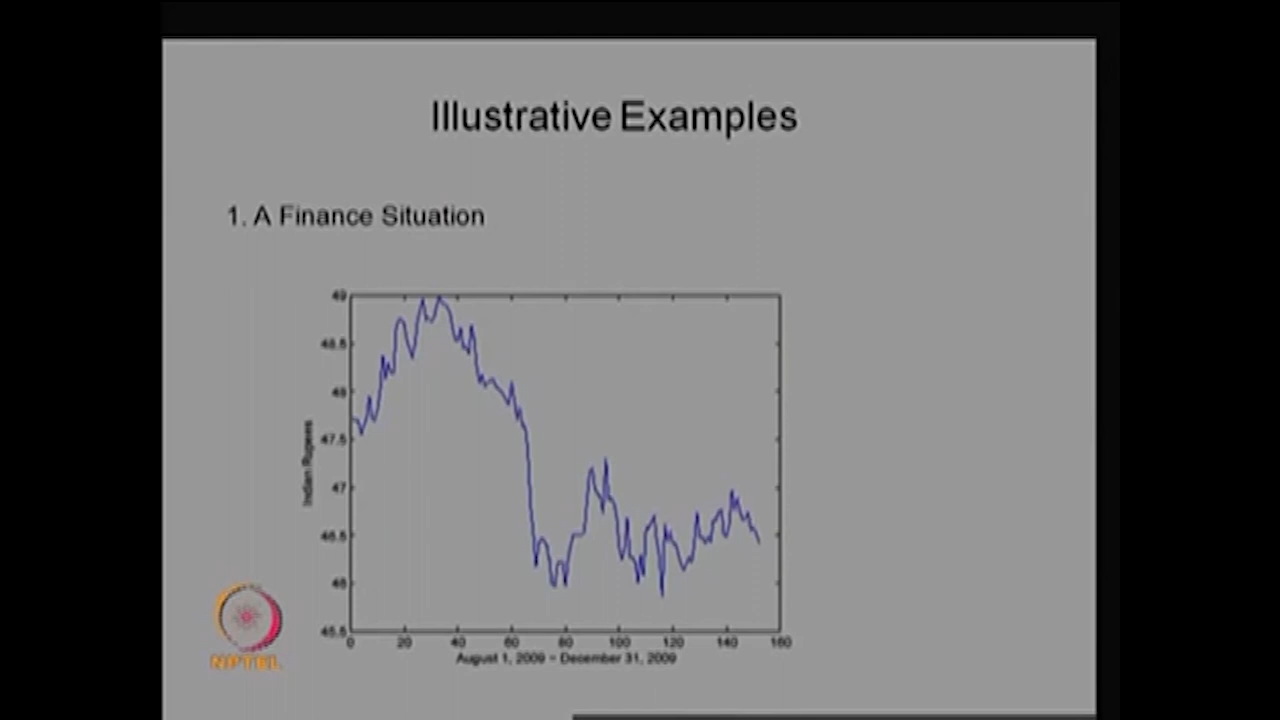 Illustrative Examples
1. A Finance Situation
49
48.5
48
47.5
47
46.5
46
45.5
Indian Rupees
0 20 40 60 80 100 120 140 160
August 1, 2009 - December 31, 2009
NPTEL